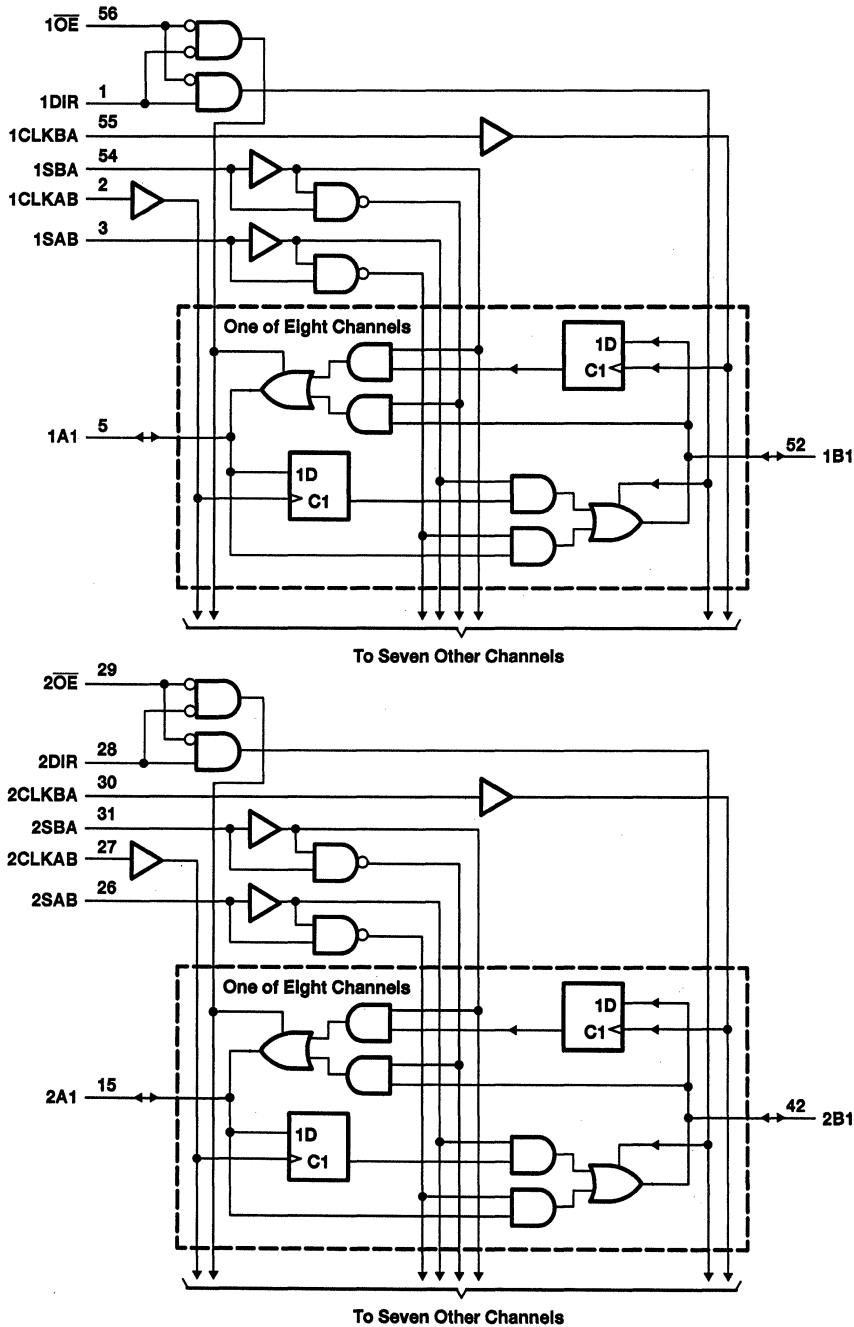 1O̅E̅ 56
1DIR 1
1CLKBA 55
1SBA 54
1CLKAB 2
1SAB 3
One of Eight Channels
1D
C1
1A1 5
52 1B1
1D
C1
To Seven Other Channels
2O̅E̅ 29
2DIR 28
2CLKBA 30
2SBA 31
2CLKAB 27
2SAB 26
One of Eight Channels
1D
C1
2A1 15
42 2B1
1D
C1
To Seven Other Channels